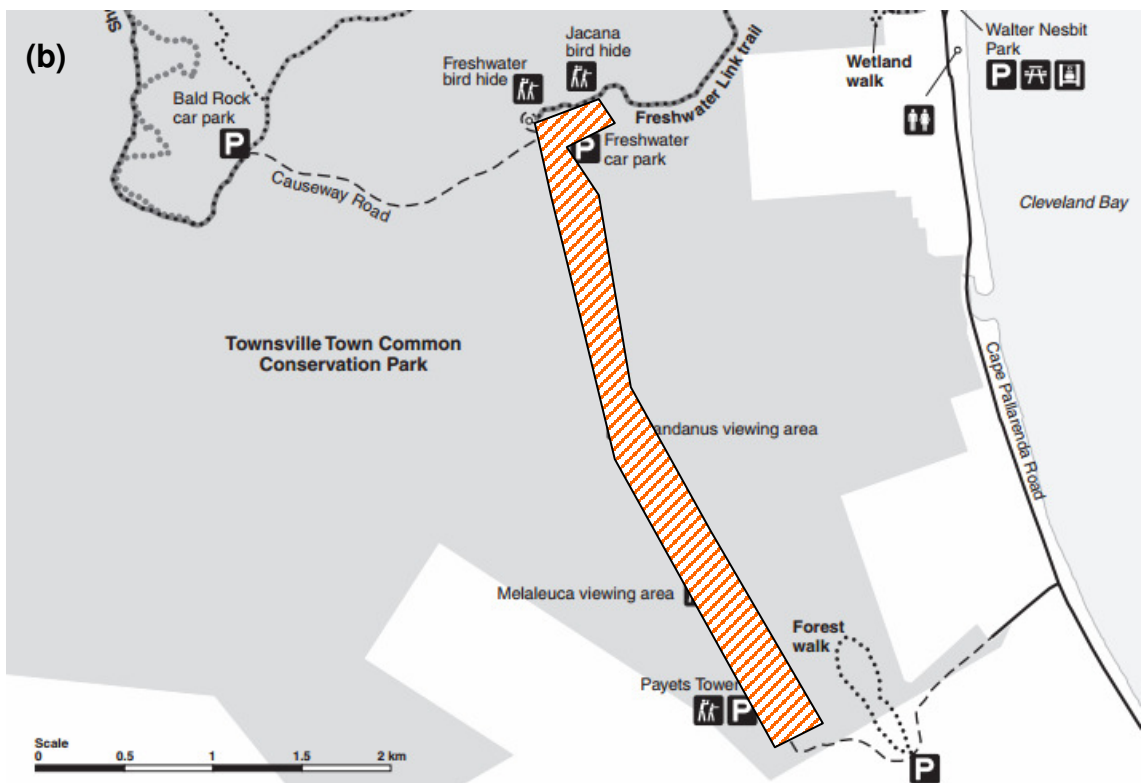 (b)
Sh
Bald Rock
car park
P
Freshwater
bird hide
Jacana
bird hide
Freshwater Link trail
P
Freshwater
car park
Causeway Road
Wetland
walk
Walter Nesbit
Park
P
Cleveland Bay
Townsville Town Common
Conservation Park
andanus viewing area
Cape Pallarenda Road
Melaleuca viewing area
Forest
walk
Payets Tower
P
P
Scale
0 0.5 1 1.5 2 km